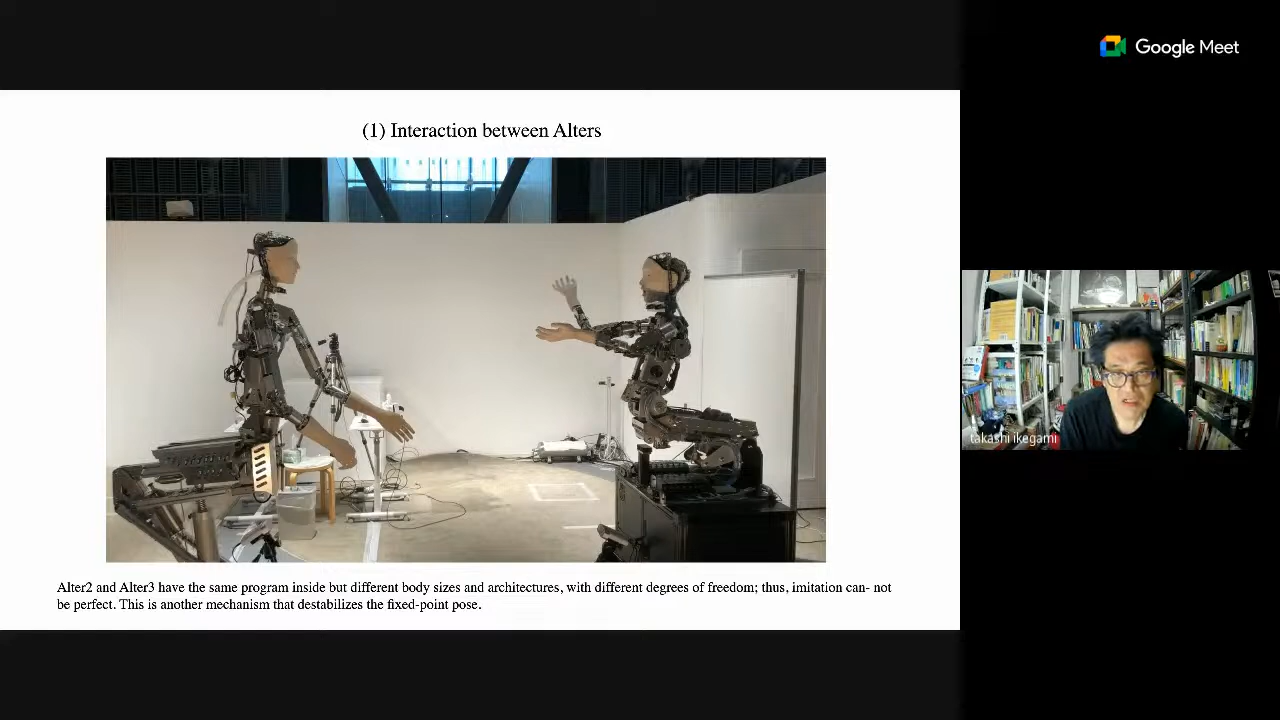 Google Meet
(1) Interaction between Alters
takashi ikegami
Alter2 and Alter3 have the same program inside but different body sizes and architectures, with different degrees of freedom; thus, imitation can- not
be perfect. This is another mechanism that destabilizes the fixed-point pose.